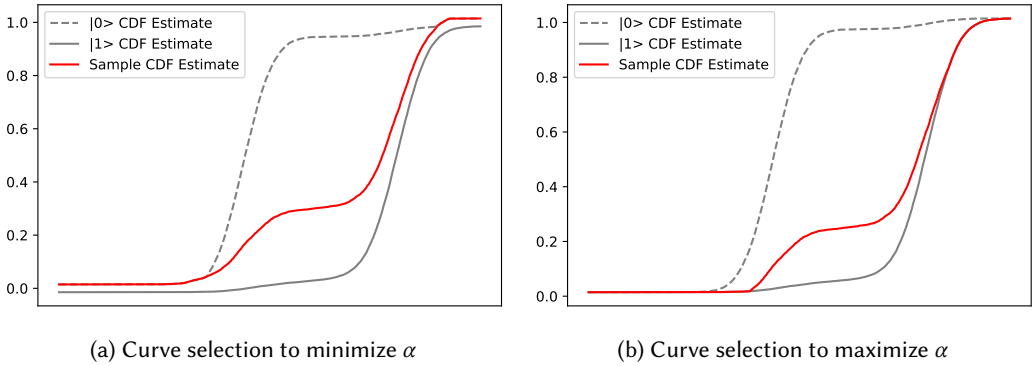 |0> CDF Estimate
|1> CDF Estimate
Sample CDF Estimate
1.0
0.8
0.6
0.4
0.2
0.0
(a) Curve selection to minimize α
|0> CDF Estimate
|1> CDF Estimate
Sample CDF Estimate
1.0
0.8
0.6
0.4
0.2
0.0
(b) Curve selection to maximize α